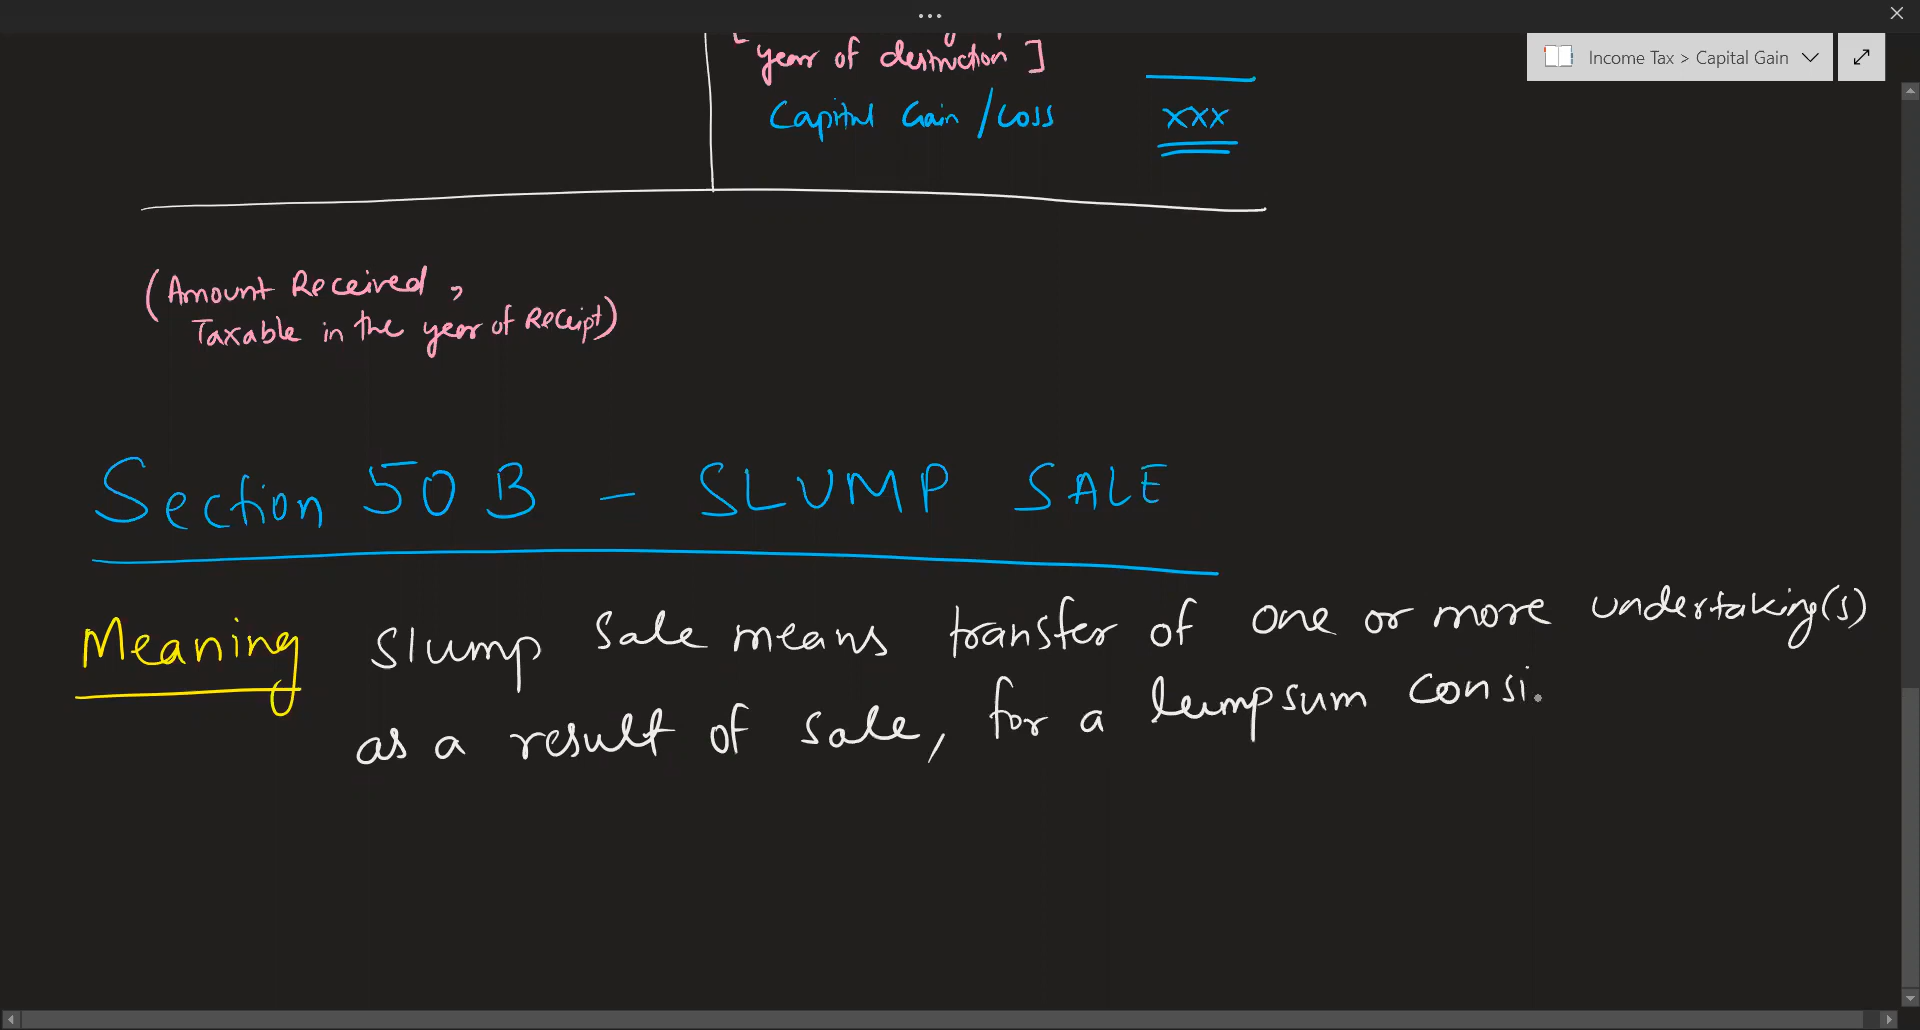 Income Tax > Capital Gain
year of destruction ]
Capital Gain / Loss xxx
(Amount Received,
Taxable in the year of Receipt)
Section 50 B - SLUMP SALE
Meaning Slump Sale means transfer of one or more undertaking(s)
as a result of sale, for a lumpsum consi